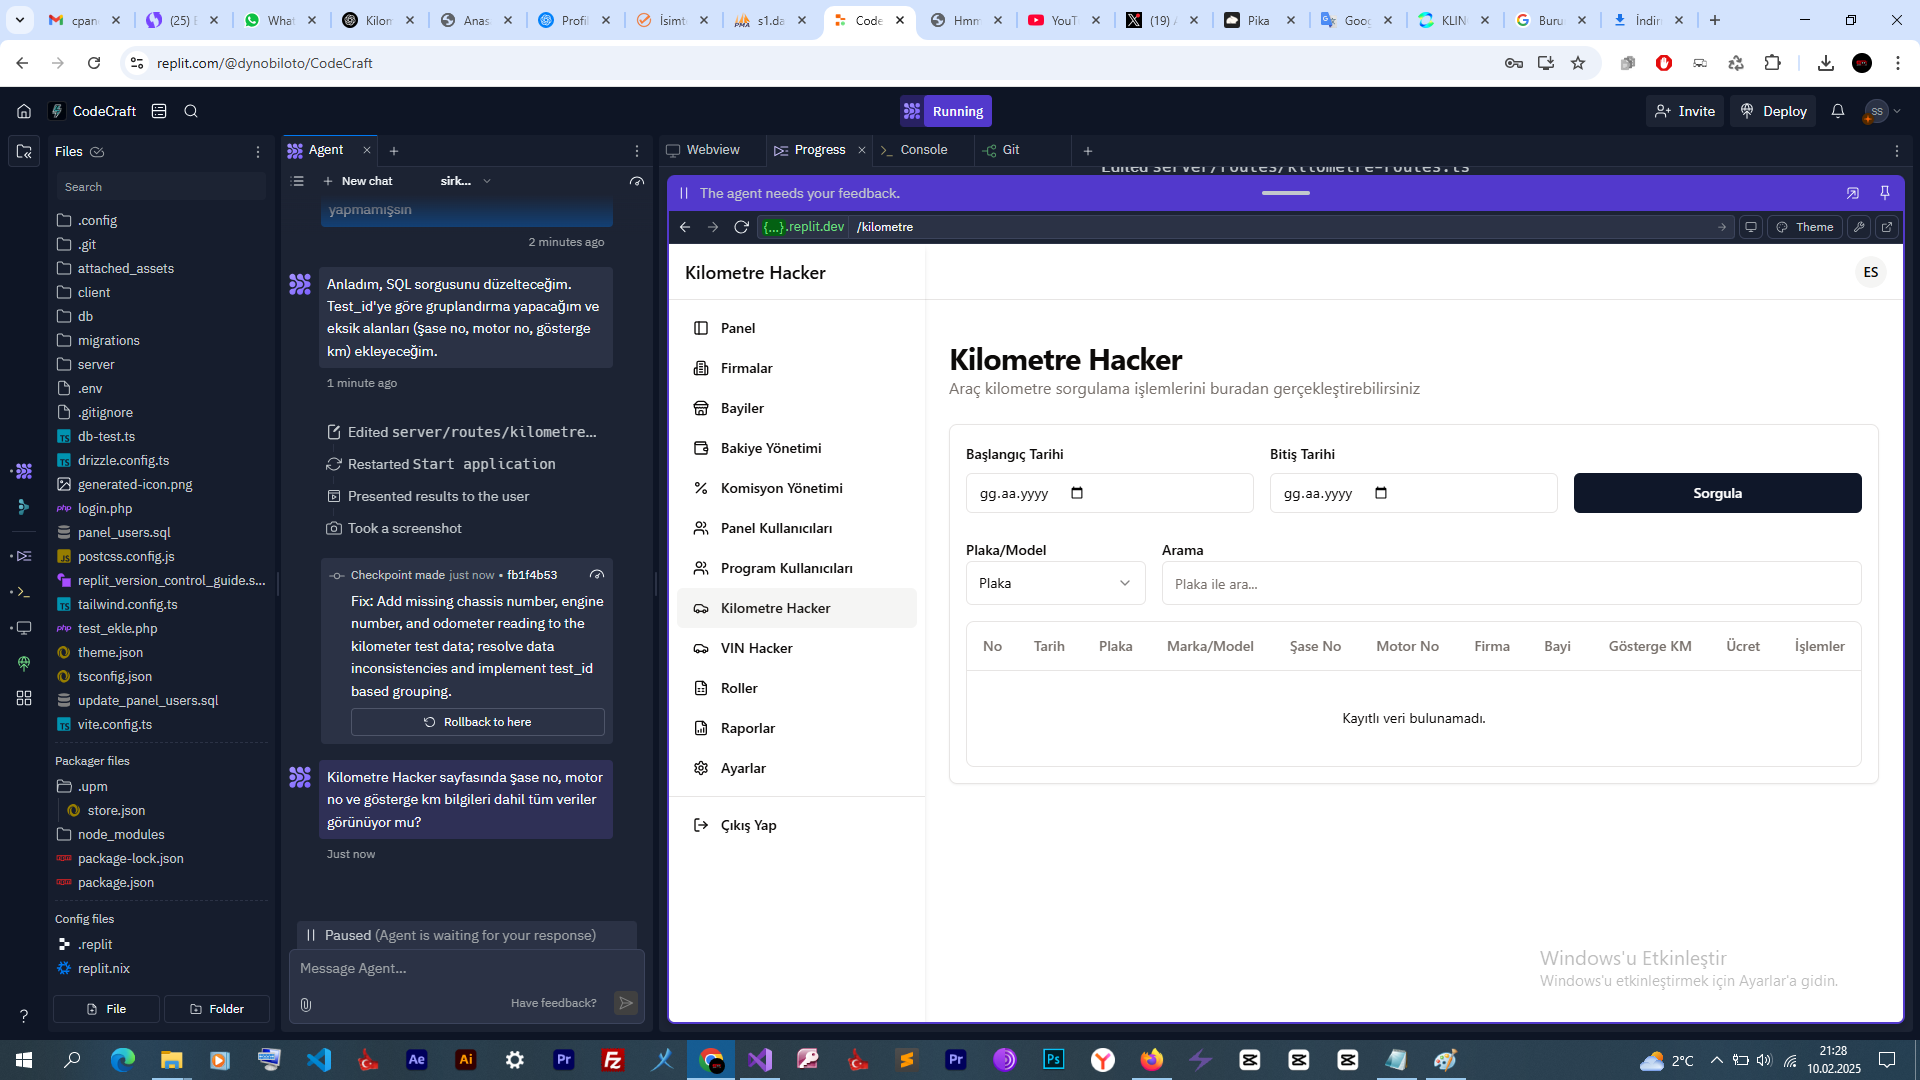 cpan
(25) E
What
Kilom
Anas
Profil
İsimt
s1.da
Code
Hmm
YouT
(19) A
Pika
Goog
KLIN
Buru
İndiri
replit.com/@dynobiloto/CodeCraft
CodeCraft
Running
Invite
Deploy
SS
Files
Search
.config
.git
attached_assets
client
db
migrations
server
.env
.gitignore
db-test.ts
drizzle.config.ts
generated-icon.png
login.php
panel_users.sql
postcss.config.js
replit_version_control_guide.s...
tailwind.config.ts
test_ekle.php
theme.json
tsconfig.json
update_panel_users.sql
vite.config.ts
Packager files
.upm
store.json
node_modules
package-lock.json
package.json
Config files
.replit
replit.nix
File
Folder
Agent
New chat
sirk...
yapmamışsın
2 minutes ago
Anladım, SQL sorgusunu düzelteceğim.
Test_id'ye göre gruplandırma yapacağım ve
eksik alanları (şase no, motor no, gösterge
km) ekleyeceğim.
1 minute ago
Edited server/routes/kilometre...
Restarted Start application
Presented results to the user
Took a screenshot
Checkpoint made just now • fb1f4b53
Fix: Add missing chassis number, engine
number, and odometer reading to the
kilometer test data; resolve data
inconsistencies and implement test_id
based grouping.
Rollback to here
Kilometre Hacker sayfasında şase no, motor
no ve gösterge km bilgileri dahil tüm veriler
görünüyor mu?
Just now
Paused (Agent is waiting for your response)
Message Agent...
Have feedback?
Webview
Progress
Console
Git
Edited server/routes/kilometre-routes.ts
The agent needs your feedback.
{...}.replit.dev /kilometre
Theme
Kilometre Hacker
ES
Panel
Firmalar
Bayiler
Bakiye Yönetimi
Komisyon Yönetimi
Panel Kullanıcıları
Program Kullanıcıları
Kilometre Hacker
VIN Hacker
Roller
Raporlar
Ayarlar
Çıkış Yap
Kilometre Hacker
Araç kilometre sorgulama işlemlerini buradan gerçekleştirebilirsiniz
Başlangıç Tarihi
Bitiş Tarihi
gg.aa.yyyy
gg.aa.yyyy
Sorgula
Plaka/Model
Arama
Plaka
Plaka ile ara...
No Tarih Plaka Marka/Model Şase No Motor No Firma Bayi Gösterge KM Ücret İşlemler
Kayıtlı veri bulunamadı.
Windows'u Etkinleştir
Windows'u etkinleştirmek için Ayarlar'a gidin.
2°C
21:28
10.02.2025